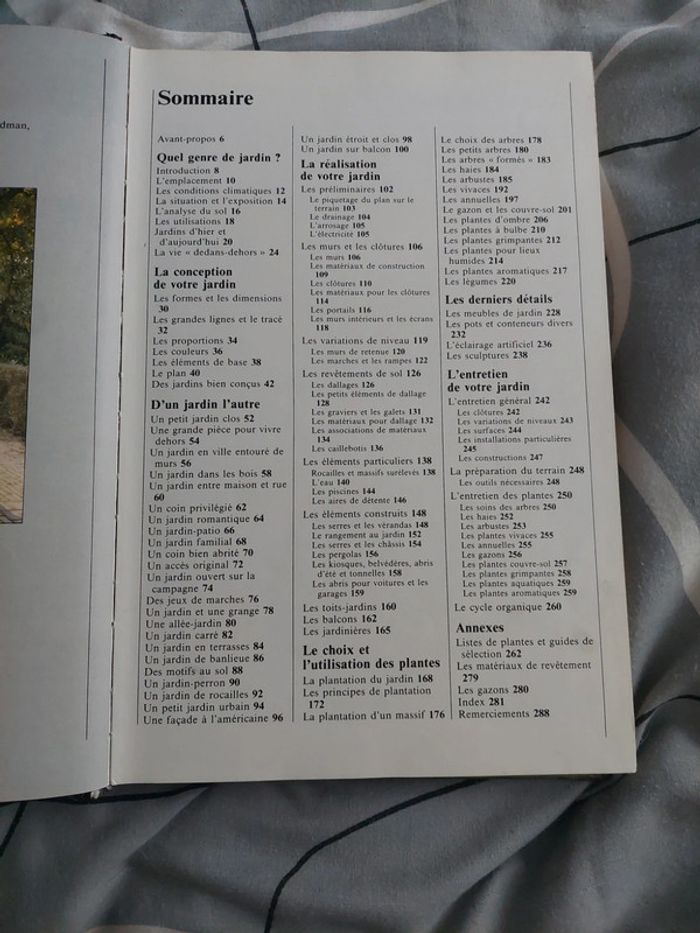 dman,
Sommaire
Avant-propos 6
Quel genre de jardin ?
Introduction 8
L'emplacement 10
Les conditions climatiques 12
La situation et l'exposition 14
L'analyse du sol 16
Les utilisations 18
Jardins d'hier et
d'aujourd'hui 20
La vie « dedans-dehors » 24
La conception
de votre jardin
Les formes et les dimensions
30
Les grandes lignes et le tracé
32
Les proportions 34
Les couleurs 36
Les éléments de base 38
Le plan 40
Des jardins bien conçus 42
D'un jardin l'autre
Un petit jardin clos 52
Une grande pièce pour vivre
dehors 54
Un jardin en ville entouré de
murs 56
Un jardin dans les bois 58
Un jardin entre maison et rue
60
Un coin privilégié 62
Un jardin romantique 64
Un jardin-patio 66
Un jardin familial 68
Un coin bien abrité 70
Un accès original 72
Un jardin ouvert sur la
campagne 74
Des jeux de marches 76
Un jardin et une grange 78
Une allée-jardin 80
Un jardin carré 82
Un jardin en terrasses 84
Un jardin de banlieue 86
Des motifs au sol 88
Un jardin-perron 90
Un jardin de rocailles 92
Un petit jardin urbain 94
Une façade à l'américaine 96
Un jardin étroit et clos 98
Un jardin sur balcon 100
La réalisation
de votre jardin
Les préliminaires 102
Le piquetage du plan sur le
terrain 103
Le drainage 104
L'arrosage 105
L'électricité 105
Les murs et les clôtures 106
Les murs 106
Les matériaux de construction
109
Les clôtures 110
Les matériaux pour les clôtures
114
Les portails 116
Les murs intérieurs et les écrans
118
Les variations de niveau 119
Les murs de retenue 120
Les marches et les rampes 122
Les revêtements de sol 126
Les dallages 126
Les petits éléments de dallage
128
Les graviers et les galets 131
Les matériaux pour dallage 132
Les associations de matériaux
134
Les caillebotis 136
Les éléments particuliers 138
Rocailles et massifs surélevés 138
L'eau 140
Les piscines 144
Les aires de détente 146
Les éléments construits 148
Les serres et les vérandas 148
Le rangement au jardin 152
Les serres et les châssis 154
Les pergolas 156
Les kiosques, belvédères, abris
d'été et tonnelles 158
Les abris pour voitures et les
garages 159
Les toits-jardins 160
Les balcons 162
Les jardinières 165
Le choix et
l'utilisation des plantes
La plantation du jardin 168
Les principes de plantation
172
La plantation d'un massif 176
Le choix des arbres 178
Les petits arbres 180
Les arbres « formés » 183
Les haies 184
Les arbustes 185
Les vivaces 192
Les annuelles 197
Le gazon et les couvre-sol 201
Les plantes d'ombre 206
Les plantes à bulbe 210
Les plantes grimpantes 212
Les plantes pour lieux
humides 214
Les plantes aromatiques 217
Les légumes 220
Les derniers détails
Les meubles de jardin 228
Les pots et conteneurs divers
232
L'éclairage artificiel 236
Les sculptures 238
L'entretien
de votre jardin
L'entretien général 242
Les clôtures 242
Les variations de niveaux 243
Les surfaces 244
Les installations particulières
245
Les constructions 247
La préparation du terrain 248
Les outils nécessaires 248
L'entretien des plantes 250
Les soins des arbres 250
Les haies 252
Les arbustes 253
Les plantes vivaces 255
Les annuelles 255
Les gazons 256
Les plantes couvre-sol 257
Les plantes grimpantes 258
Les plantes aquatiques 259
Les plantes aromatiques 259
Le cycle organique 260
Annexes
Listes de plantes et guides de
sélection 262
Les matériaux de revêtement
279
Les gazons 280
Index 281
Remerciements 288